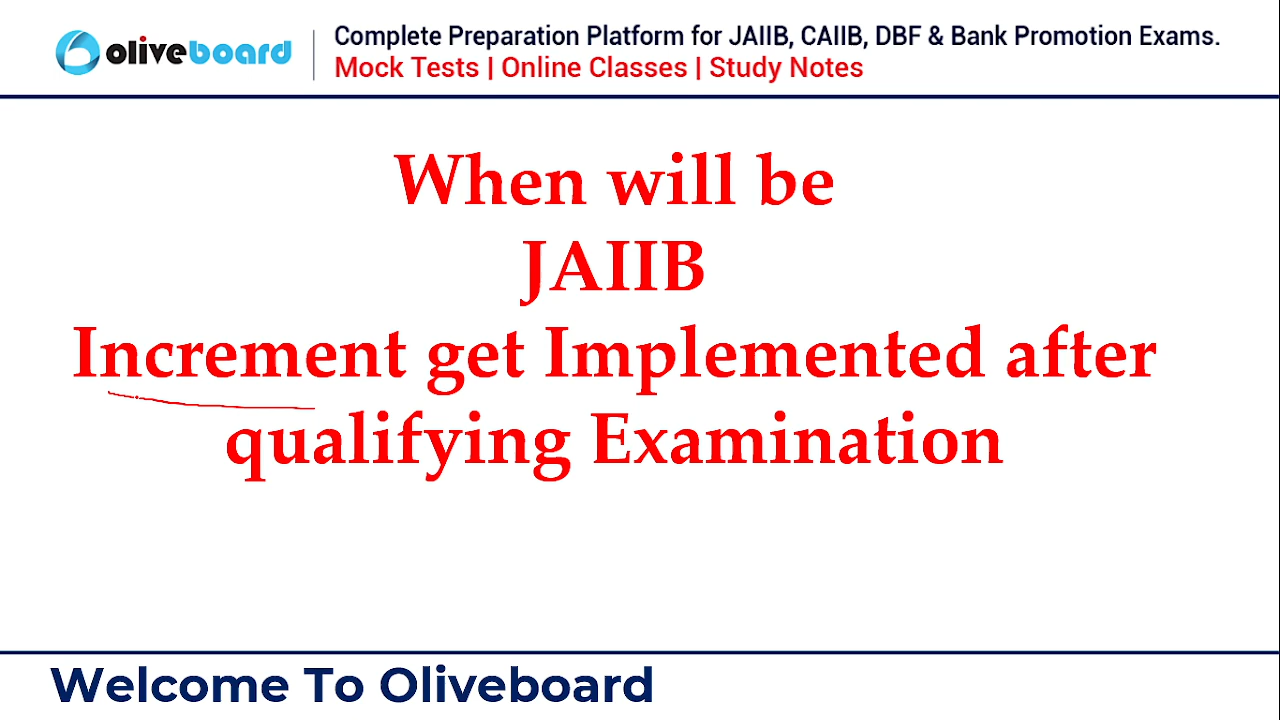 oliveboard
Complete Preparation Platform for JAIIB, CAIIB, DBF & Bank Promotion Exams.
Mock Tests | Online Classes | Study Notes
When will be
JAIIB
Increment get Implemented after
qualifying Examination
Welcome To Oliveboard